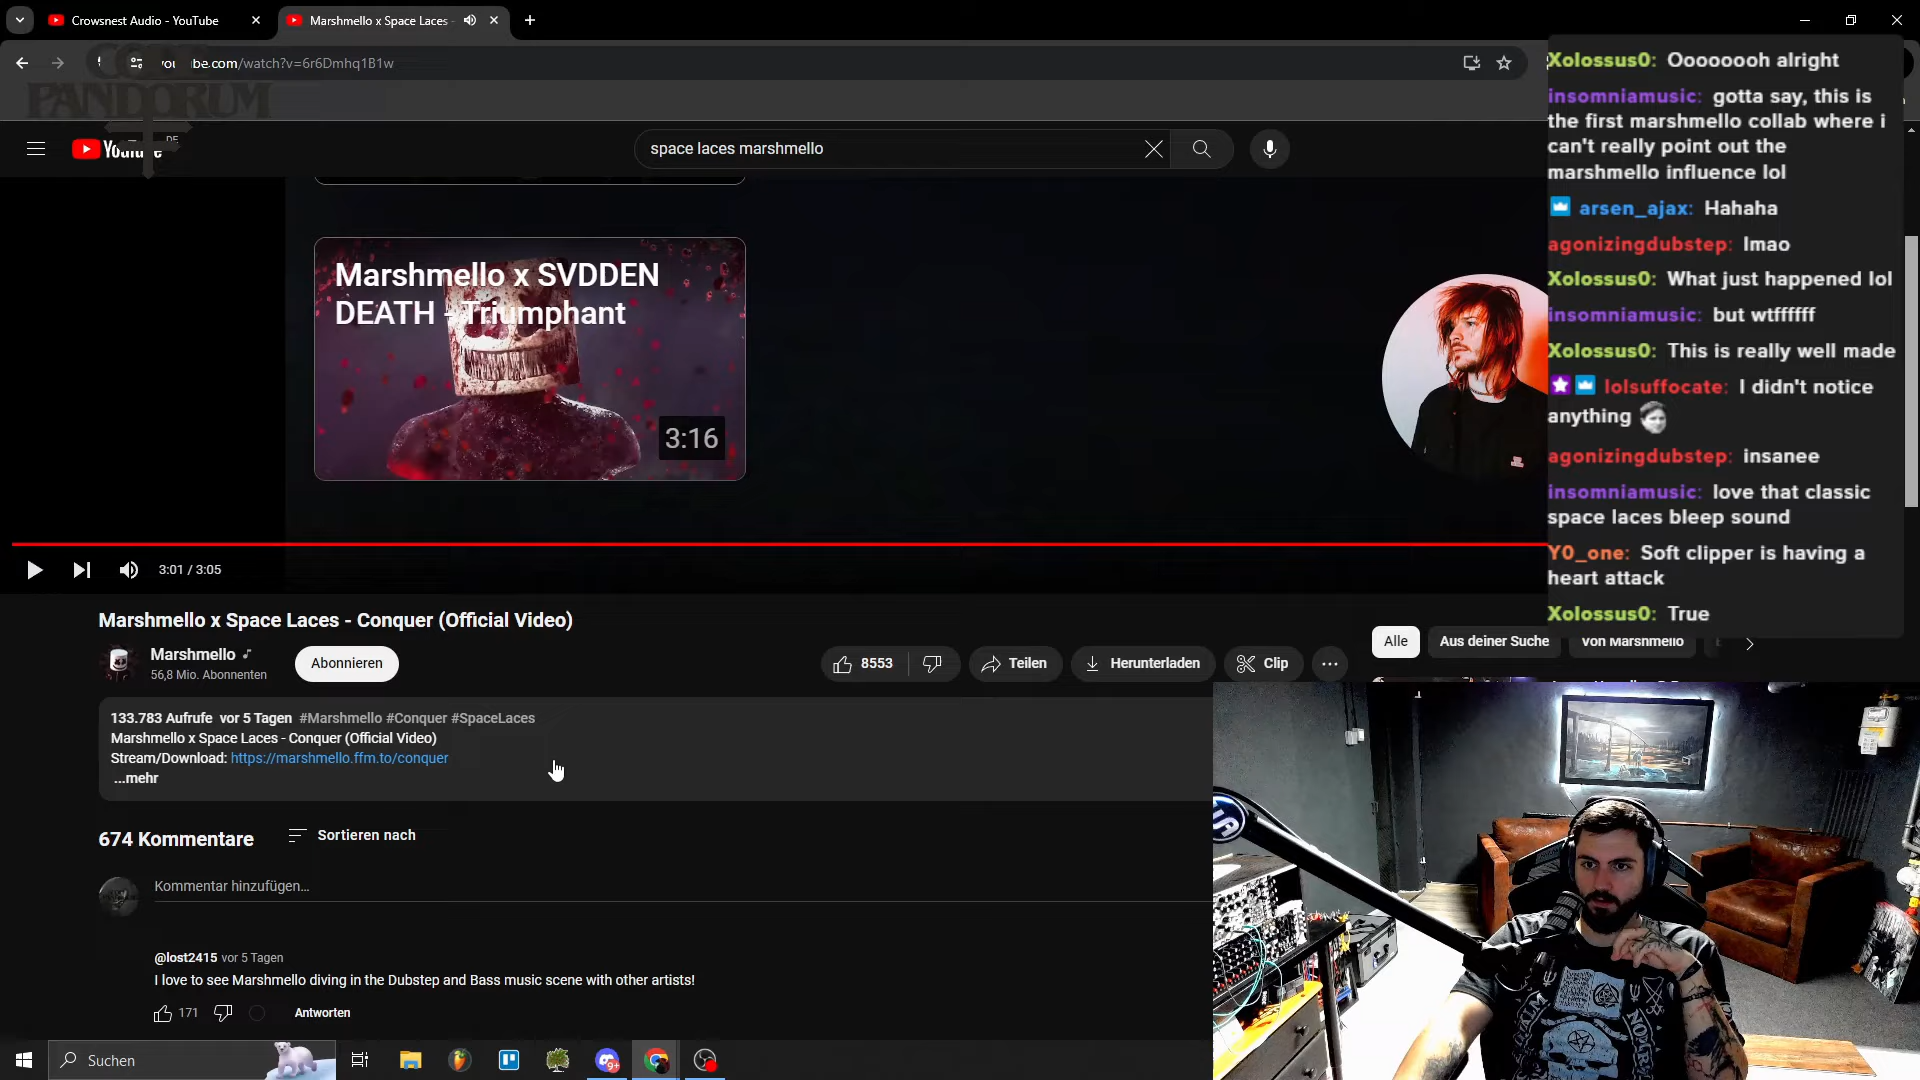 Crowsnest Audio - YouTube
Marshmello x Space Laces -
be.com/watch?v=6r6Dmhq1B1w
CODE
PANDORUM
YouTube
DE
space laces marshmello
Marshmello x SVDDEN
DEATH - Triumphant
3:16
3:01 / 3:05
Marshmello x Space Laces - Conquer (Official Video)
Marshmello
56,8 Mio. Abonnenten
Abonnieren
8553
Teilen
Herunterladen
Clip
Alle
Aus deiner Suche
Von Marshmello
133.783 Aufrufe vor 5 Tagen #Marshmello #Conquer #SpaceLaces
Marshmello x Space Laces - Conquer (Official Video)
Stream/Download: https://marshmello.ffm.to/conquer
...mehr
674 Kommentare
Sortieren nach
Kommentar hinzufügen...
@lost2415 vor 5 Tagen
I love to see Marshmello diving in the Dubstep and Bass music scene with other artists!
171
Antworten
Xolossus0: Oooooooh alright
insomniamusic: gotta say, this is
the first marshmello collab where i
can't really point out the
marshmello influence lol
arsen_ajax: Hahaha
agonizingdubstep: lmao
Xolossus0: What just happened lol
insomniamusic: but wtffffff
Xolossus0: This is really well made
lolsuffocate: I didn't notice
anything
agonizingdubstep: insanee
insomniamusic: love that classic
space laces bleep sound
Y0_one: Soft clipper is having a
heart attack
Xolossus0: True
Suchen
9+